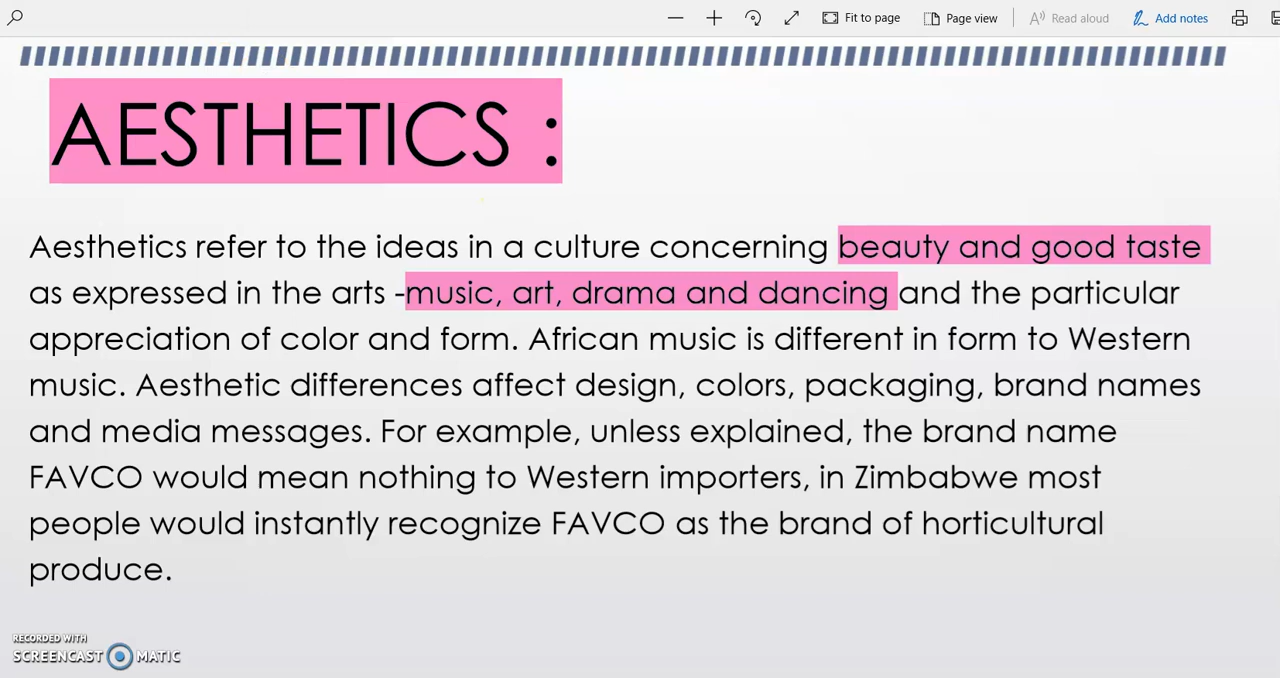 Fit to page Page view Read aloud Add notes
AESTHETICS :
Aesthetics refer to the ideas in a culture concerning beauty and good taste
as expressed in the arts -music, art, drama and dancing and the particular
appreciation of color and form. African music is different in form to Western
music. Aesthetic differences affect design, colors, packaging, brand names
and media messages. For example, unless explained, the brand name
FAVCO would mean nothing to Western importers, in Zimbabwe most
people would instantly recognize FAVCO as the brand of horticultural
produce.
RECORDED WITH
SCREENCAST MATIC